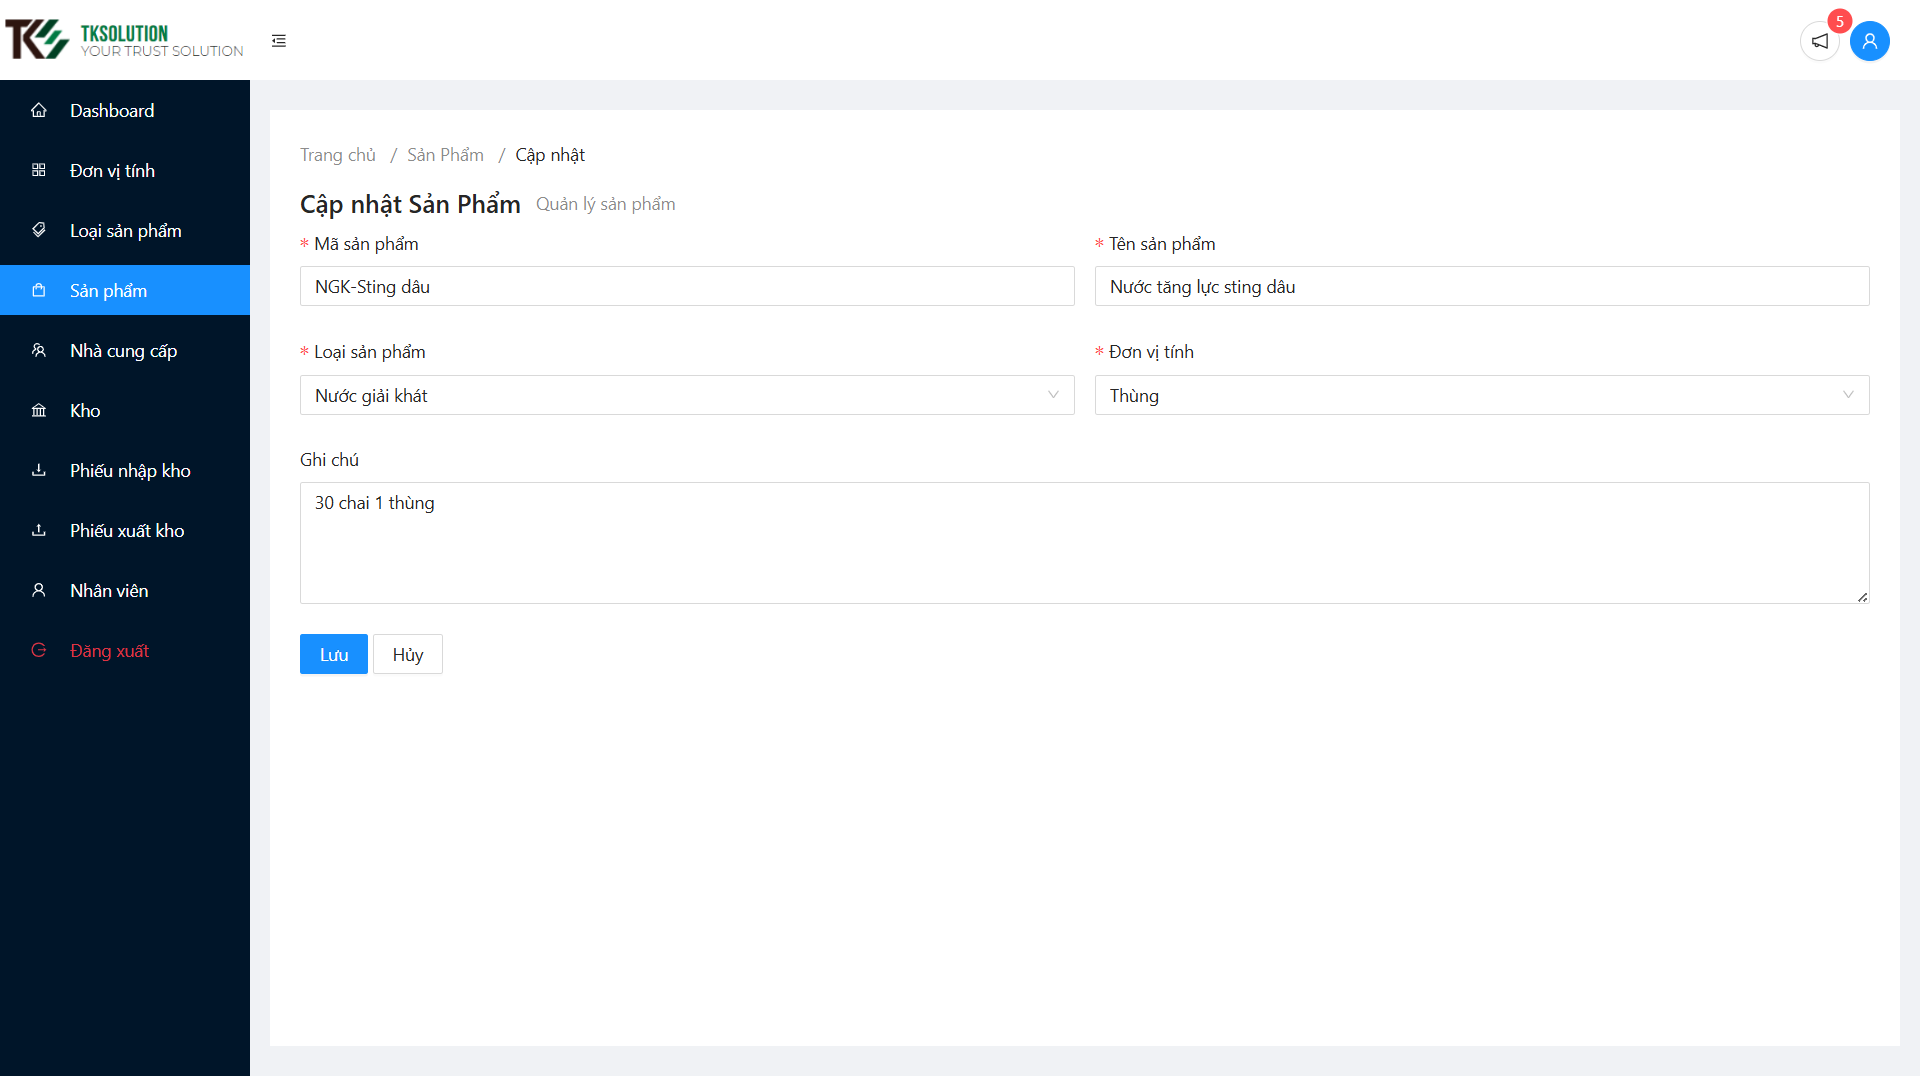 TKS TKSOLUTION
YOUR TRUST SOLUTION
5
Dashboard
Đơn vị tính
Loại sản phẩm
Sản phẩm
Nhà cung cấp
Kho
Phiếu nhập kho
Phiếu xuất kho
Nhân viên
Đăng xuất
Trang chủ / Sản Phẩm / Cập nhật
Cập nhật Sản Phẩm Quản lý sản phẩm
* Mã sản phẩm * Tên sản phẩm
NGK-Sting dâu Nước tăng lực sting dâu
* Loại sản phẩm * Đơn vị tính
Nước giải khát Thùng
Ghi chú
30 chai 1 thùng
Lưu Hủy